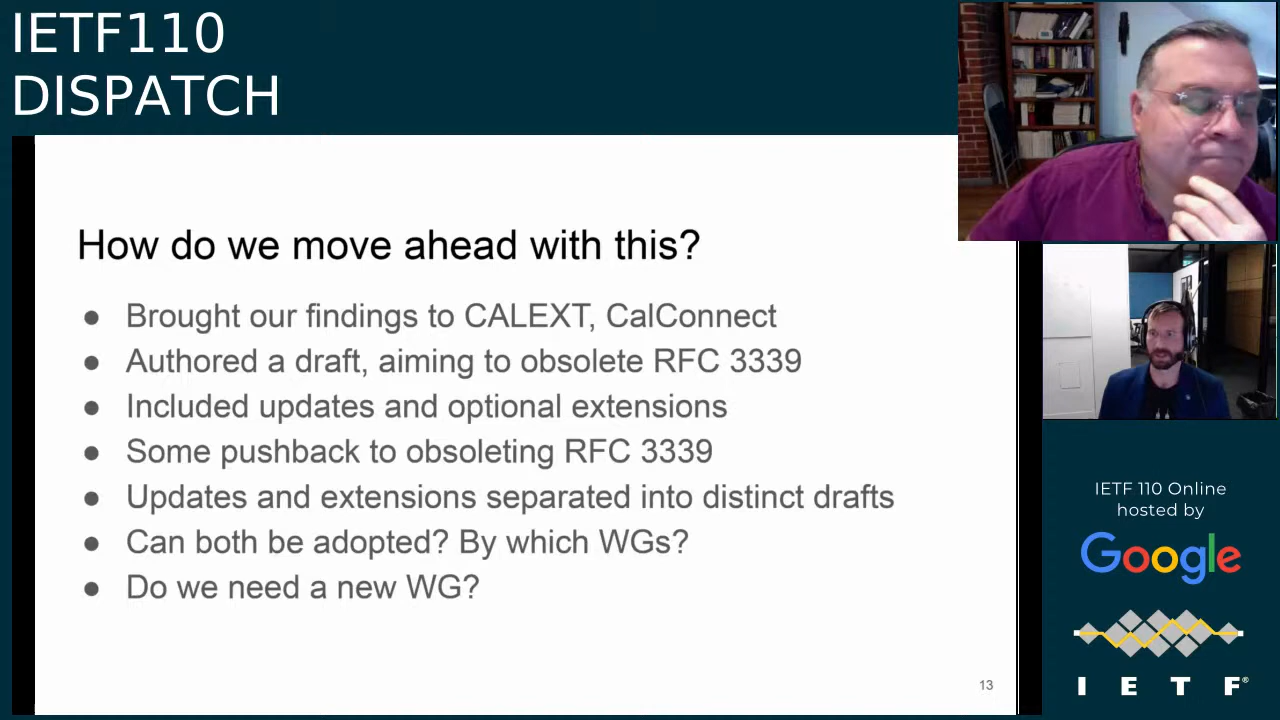 IETF110
DISPATCH
How do we move ahead with this?
● Brought our findings to CALEXT, CalConnect
● Authored a draft, aiming to obsolete RFC 3339
● Included updates and optional extensions
● Some pushback to obsoleting RFC 3339
● Updates and extensions separated into distinct drafts
● Can both be adopted? By which WGs?
● Do we need a new WG?
13
IETF 110 Online
hosted by
Google
I E T F®